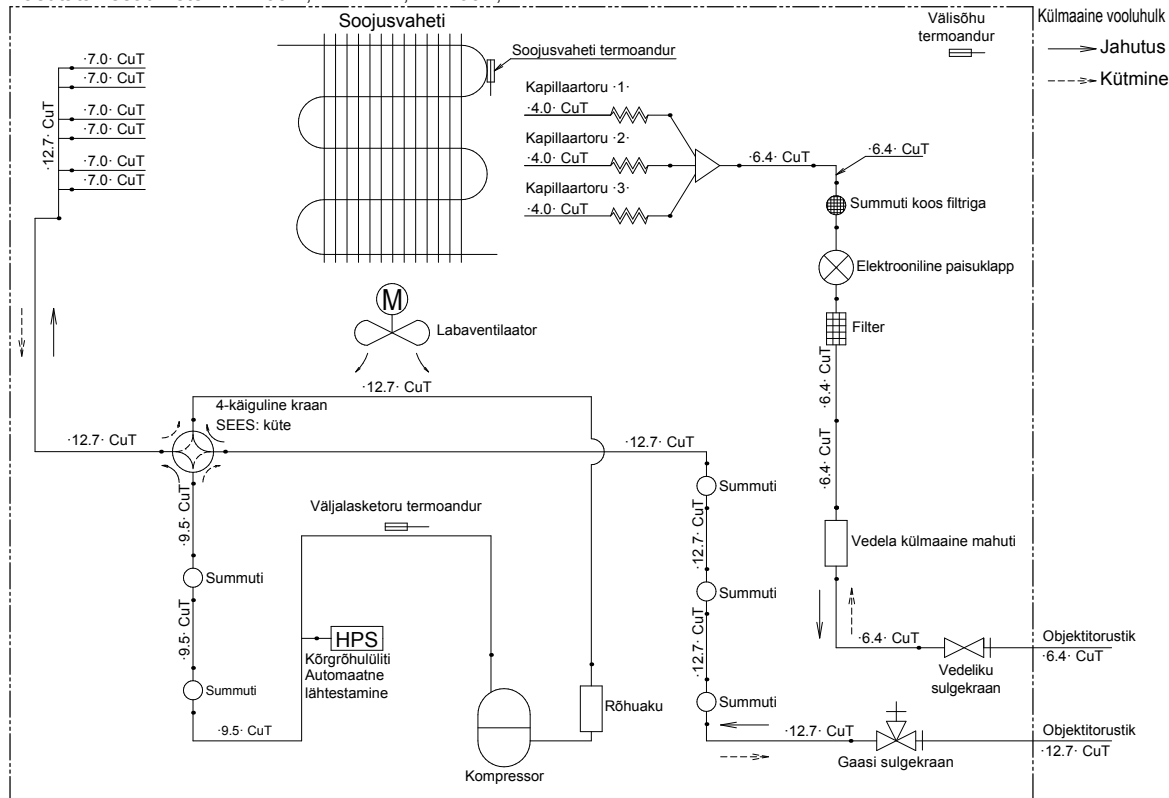 Soojusvaheti
Soojusvaheti termoandur
Välisõhu
termoandur
Külmaaine vooluhulk
Jahutus
Kütmine
·7.0· CuT
·7.0· CuT
·7.0· CuT
·7.0· CuT
·7.0· CuT
·7.0· CuT
·12.7· CuT
Kapillaartoru ·1·
·4.0· CuT
Kapillaartoru ·2·
·4.0· CuT
Kapillaartoru ·3·
·4.0· CuT
·6.4· CuT
·6.4· CuT
Summuti koos filtriga
Elektrooniline paisuklapp
Filter
·6.4· CuT
·6.4· CuT
Vedela külmaaine mahuti
·6.4· CuT
Vedeliku
sulgekraan
Objektitorustik
·6.4· CuT
M
Labaventilaator
·12.7· CuT
4-käiguline kraan
SEES: küte
·12.7· CuT
·12.7· CuT
·9.5· CuT
Summuti
·9.5· CuT
Summuti
·9.5· CuT
Väljalasketoru termoandur
HPS
Kõrgrõhulüliti
Automaatne
lähtestamine
Kompressor
Rõhuaku
Summuti
·12.7· CuT
Summuti
·12.7· CuT
Summuti
·12.7· CuT
Gaasi sulgekraan
Objektitorustik
·12.7· CuT